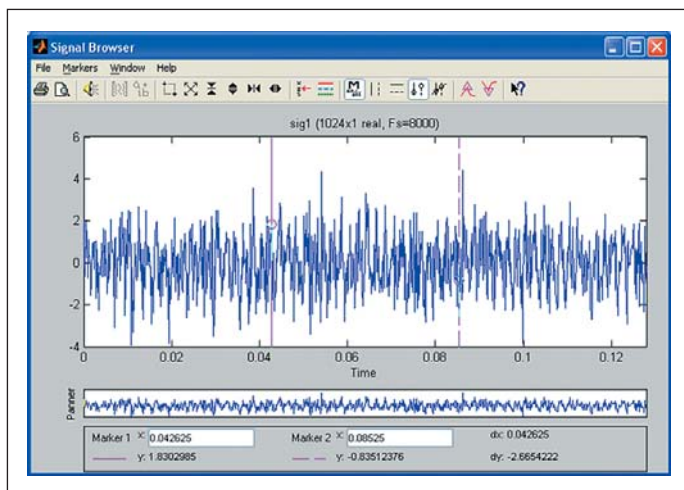 Signal Browser
File Markers Window Help
sig1 (1024x1 real, Fs=8000)
6
4
2
0
-2
-4
0 0.02 0.04 0.06 0.08 0.1 0.12
Time
Panner
Marker 1 x: 0.042625 Marker 2 x: 0.08525 dx: 0.042625
y: 1.8302985 y: -0.83512376 dy: -2.6654222